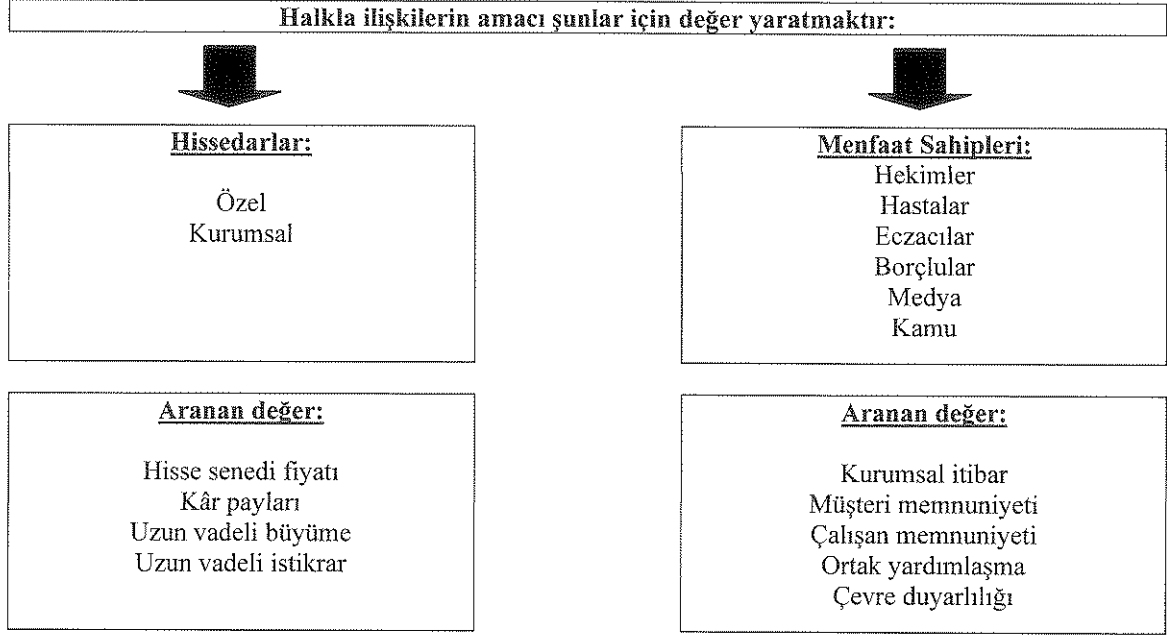 Halkla ilişkilerin amacı şunlar için değer yaratmaktır:
Hissedarlar:
Özel
Kurumsal
Menfaat Sahipleri:
Hekimler
Hastalar
Eczacılar
Borçlular
Medya
Kamu
Aranan değer:
Hisse senedi fiyatı
Kâr payları
Uzun vadeli büyüme
Uzun vadeli istikrar
Aranan değer:
Kurumsal itibar
Müşteri memnuniyeti
Çalışan memnuniyeti
Ortak yardımlaşma
Çevre duyarlılığı